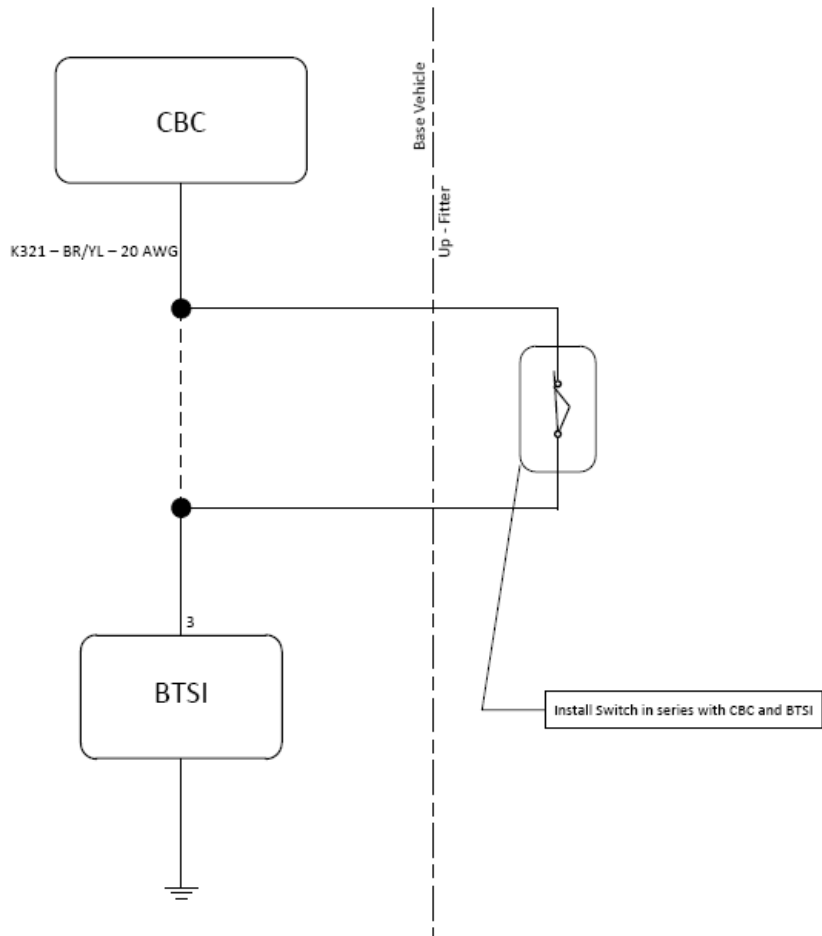 CBC
Base Vehicle
Up - Fitter
K321 – BR/YL – 20 AWG
3
BTSI
Install Switch in series with CBC and BTSI